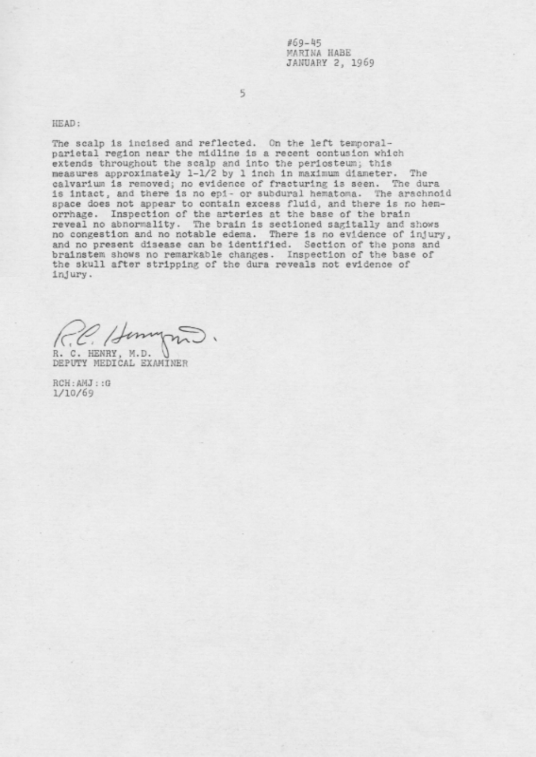 #69-45
MARINA HABE
JANUARY 2, 1969
5
HEAD:
The scalp is incised and reflected. On the left temporal-
parietal region near the midline is a recent contusion which
extends throughout the scalp and into the periosteum; this
measures approximately 1-1/2 by 1 inch in maximum diameter. The
calvarium is removed; no evidence of fracturing is seen. The dura
is intact, and there is no epi- or subdural hematoma. The arachnoid
space does not appear to contain excess fluid, and there is no hem-
orrhage. Inspection of the arteries at the base of the brain
reveal no abnormality. The brain is sectioned sagitally and shows
no congestion and no notable edema. There is no evidence of injury,
and no present disease can be identified. Section of the pons and
brainstem shows no remarkable changes. Inspection of the base of
the skull after stripping of the dura reveals not evidence of
injury.
R.C. Henry M.D.
R. C. HENRY, M.D.
DEPUTY MEDICAL EXAMINER
RCH:AMJ::G
1/10/69